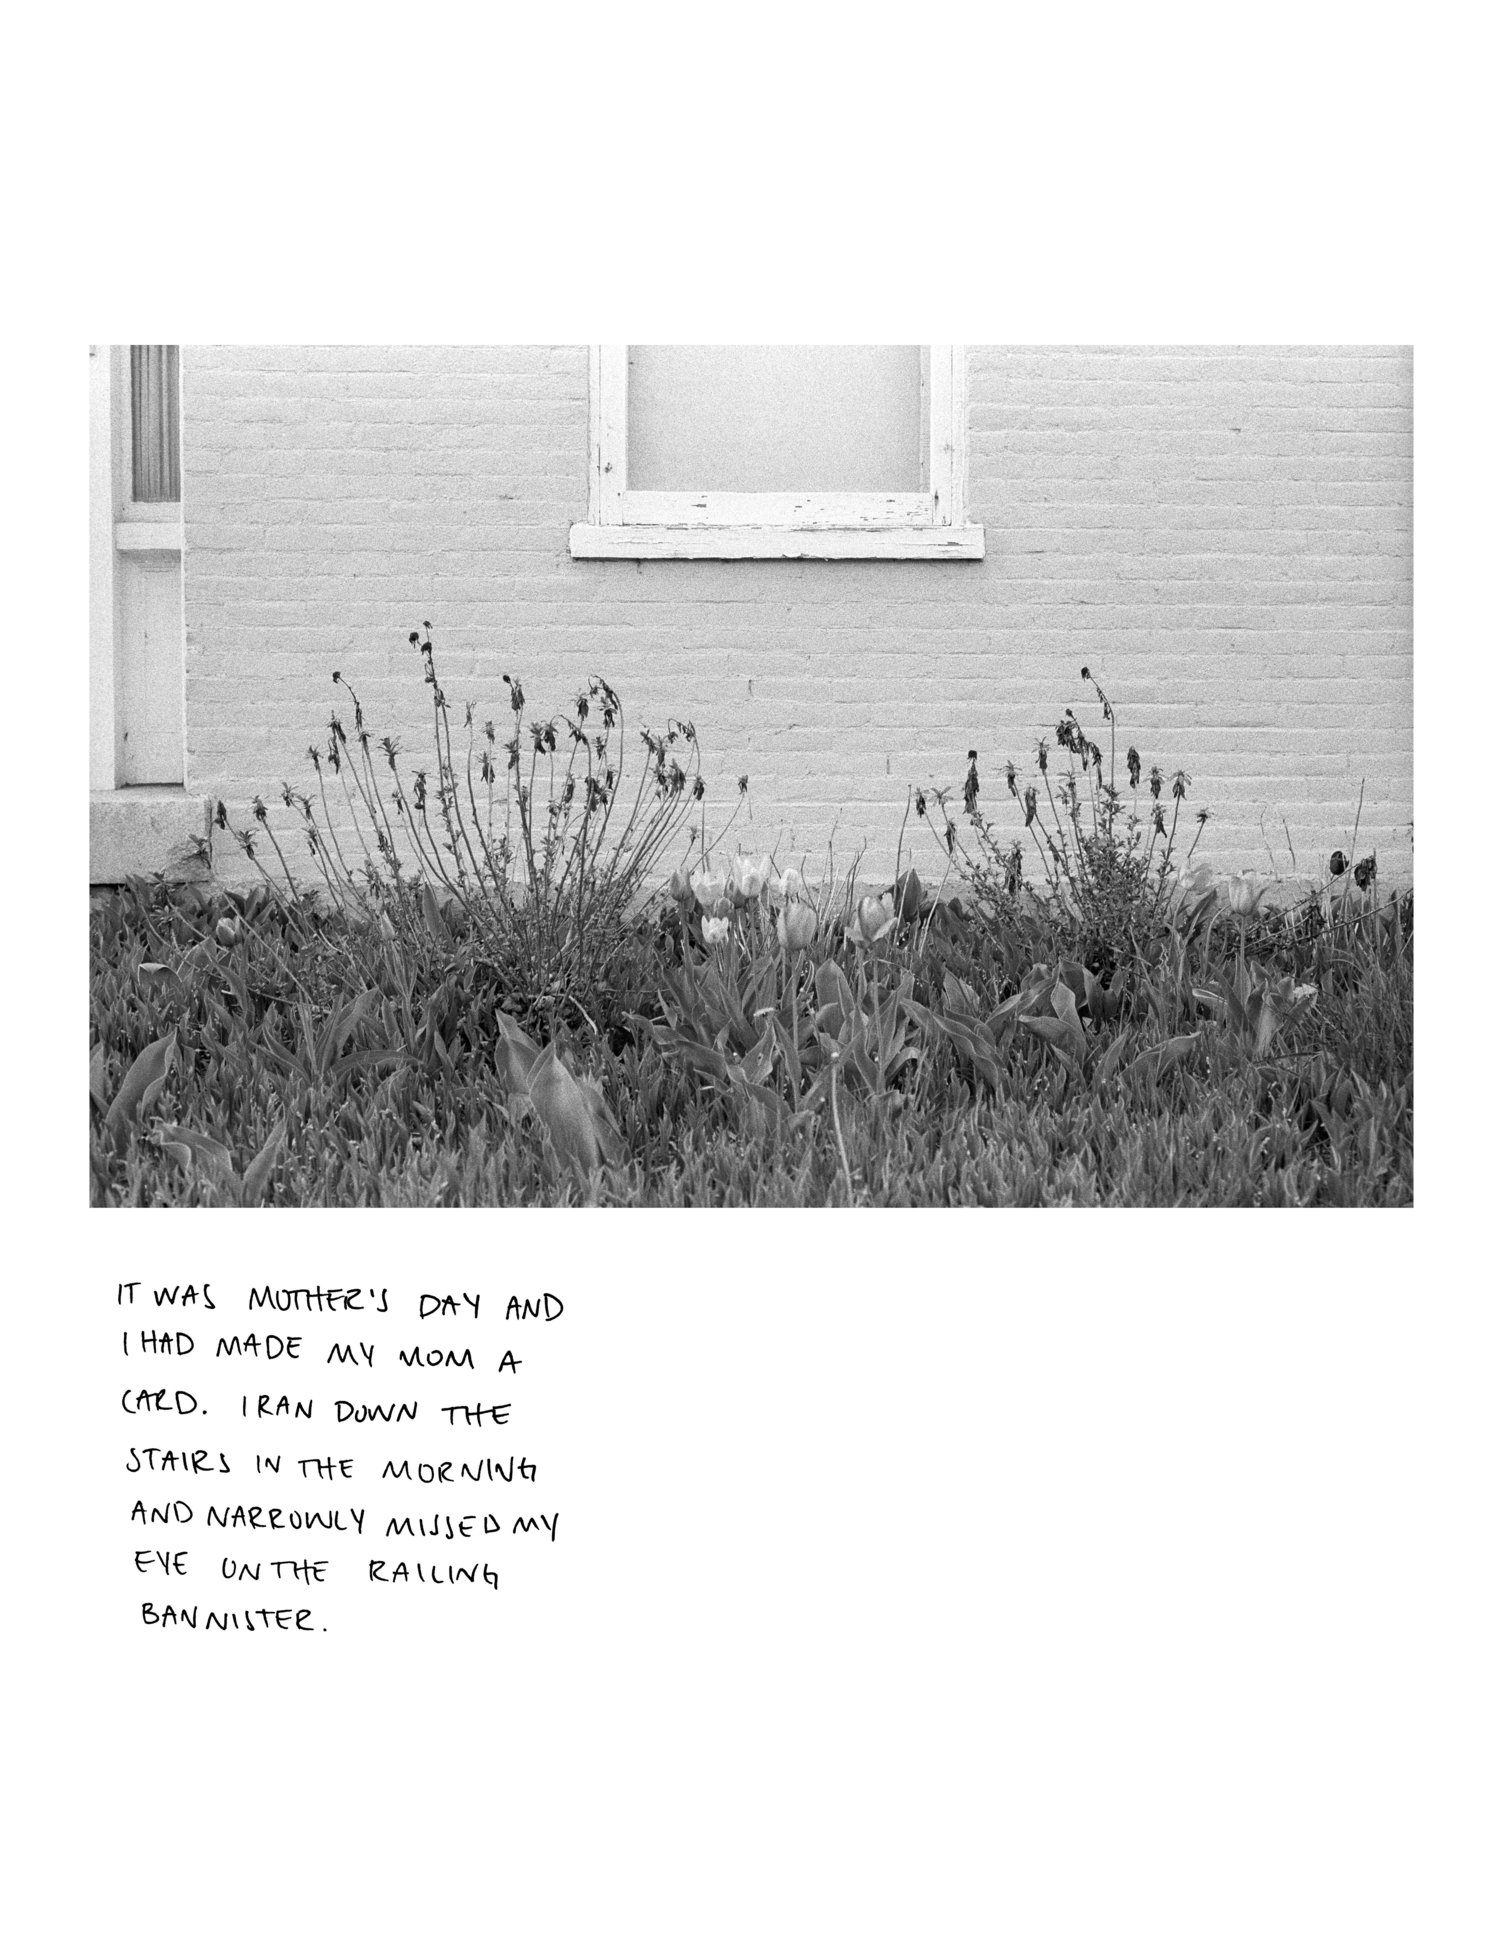 IT WAS MOTHER'S DAY AND
I HAD MADE MY MOM A
CARD. I RAN DOWN THE
STAIRS IN THE MORNING
AND NARROWLY MISSED MY
EYE ON THE RAILING
BANNISTER.